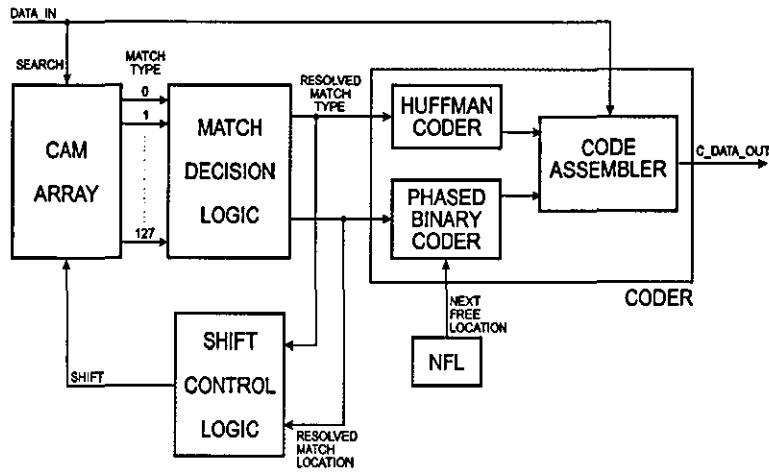 DATA_IN
SEARCH
MATCH
TYPE
0
1
127
CAM
ARRAY
MATCH
DECISION
LOGIC
RESOLVED
MATCH
TYPE
HUFFMAN
CODER
PHASED
BINARY
CODER
CODE
ASSEMBLER
C_DATA_OUT
CODER
NEXT
FREE
LOCATION
NFL
SHIFT
SHIFT
CONTROL
LOGIC
RESOLVED
MATCH
LOCATION